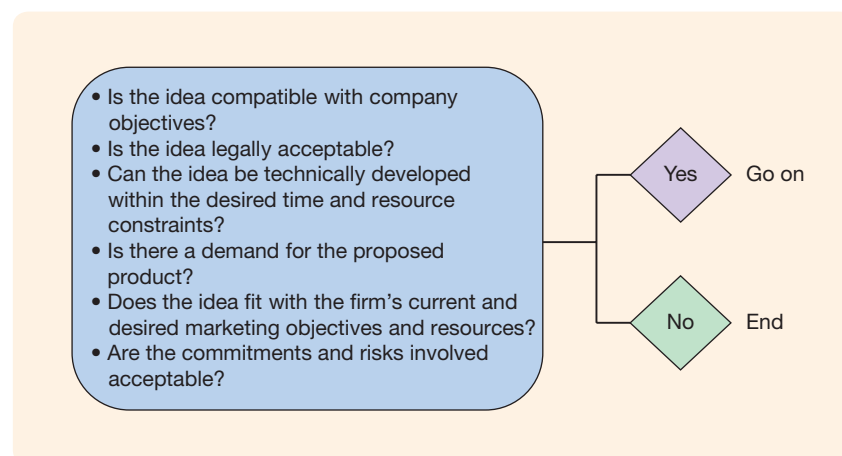 • Is the idea compatible with company
objectives?
• Is the idea legally acceptable?
• Can the idea be technically developed
within the desired time and resource
constraints?
• Is there a demand for the proposed
product?
• Does the idea fit with the firm’s current and
desired marketing objectives and resources?
• Are the commitments and risks involved
acceptable?
Yes
Go on
No
End